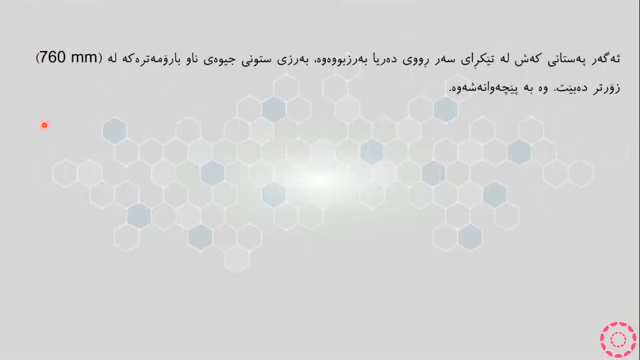 ئەگەر پەستانی کەش لە تێکڕای سەر ڕووی دەریا بەرزبووەوە، بەرزی ستونی جیوەی ناو بارۆمەترەکە لە (760 mm)
زۆرتر دەبێت. وە بە پێچەوانەشەوە.